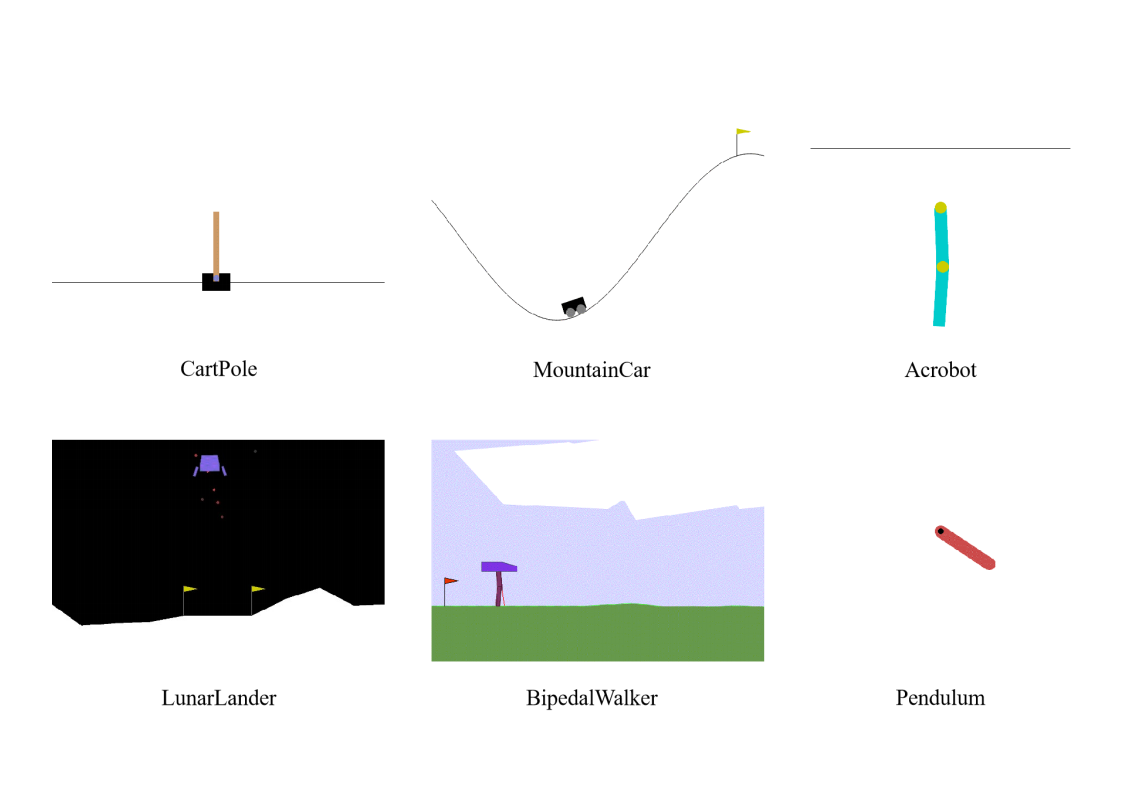 CartPole
MountainCar
Acrobot
LunarLander
BipedalWalker
Pendulum